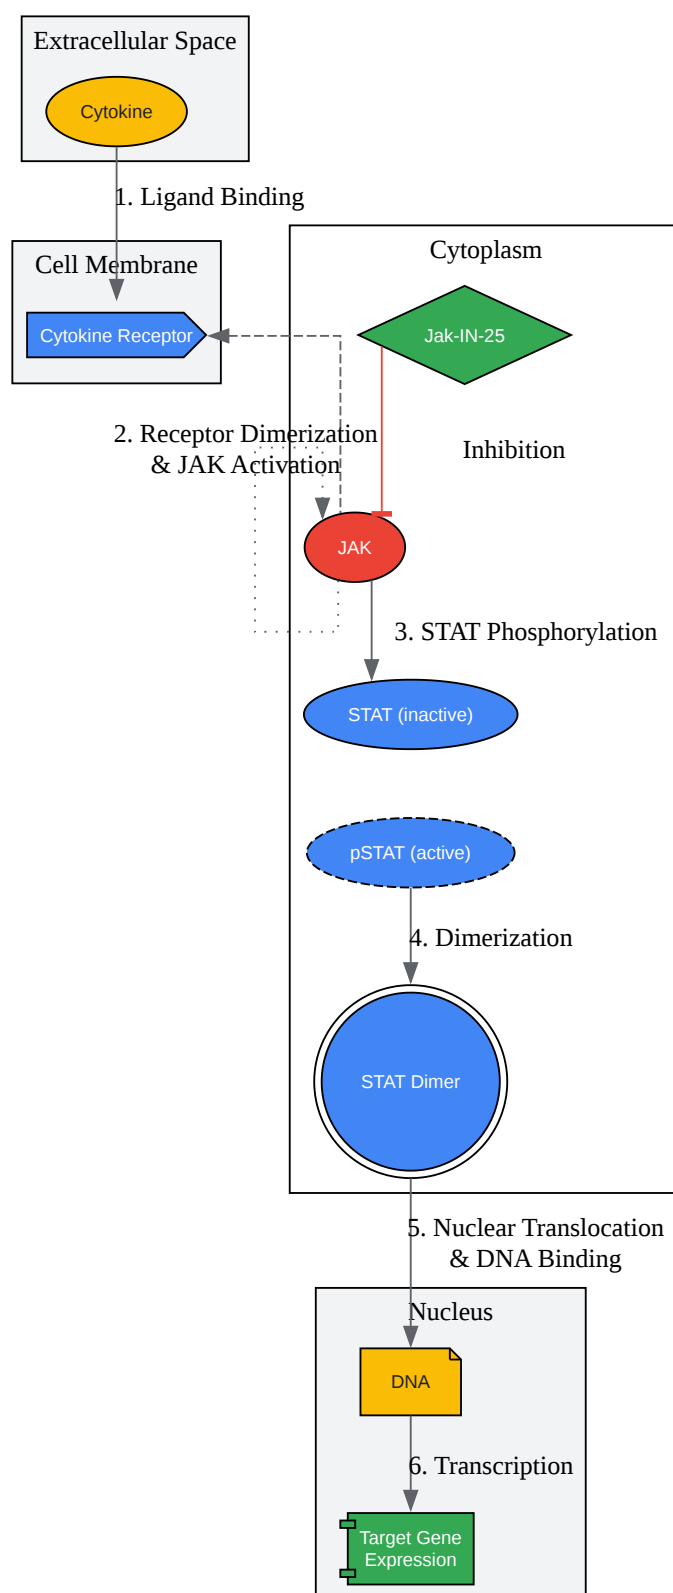 Extracellular Space
Cytokine
1. Ligand Binding
Cell Membrane
Cytokine Receptor
Cytoplasm
Jak-IN-25
2. Receptor Dimerization
& JAK Activation
Inhibition
JAK
3. STAT Phosphorylation
STAT (inactive)
pSTAT (active)
4. Dimerization
STAT Dimer
5. Nuclear Translocation
& DNA Binding
Nucleus
DNA
6. Transcription
Target Gene
Expression